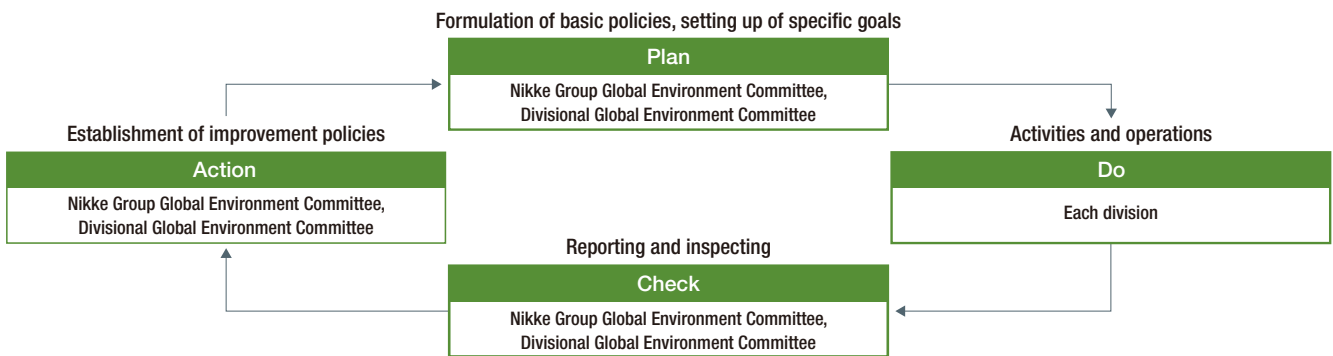 Formulation of basic policies, setting up of specific goals
Plan
Nikke Group Global Environment Committee,
Divisional Global Environment Committee
Establishment of improvement policies
Action
Nikke Group Global Environment Committee,
Divisional Global Environment Committee
Activities and operations
Do
Each division
Reporting and inspecting
Check
Nikke Group Global Environment Committee,
Divisional Global Environment Committee